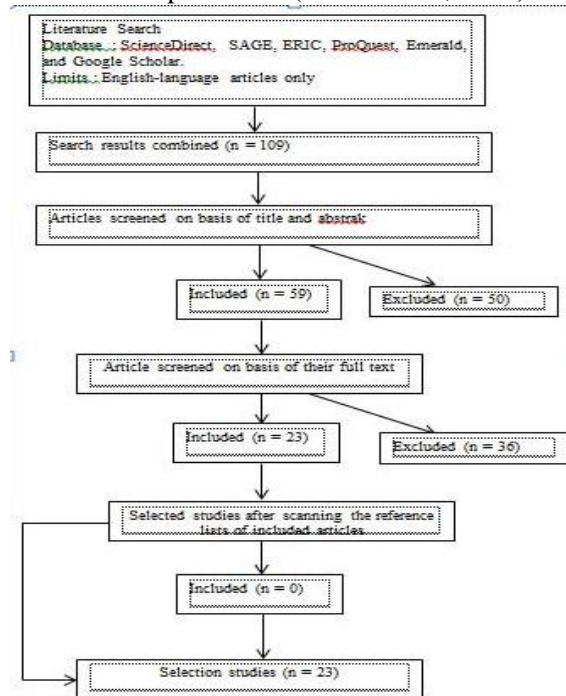 Literature Search
Database : ScienceDirect, SAGE, ERIC, ProQuest, Emerald,
and Google Scholar.
Limits : English-language articles only
Search results combined (n = 109)
Articles screened on basis of title and abstrak
Included (n = 59)
Excluded (n = 50)
Article screened on basis of their full text
Included (n = 23)
Excluded (n = 36)
Selected studies after scanning the reference
lists of included articles
Included (n = 0)
Selection studies (n = 23)